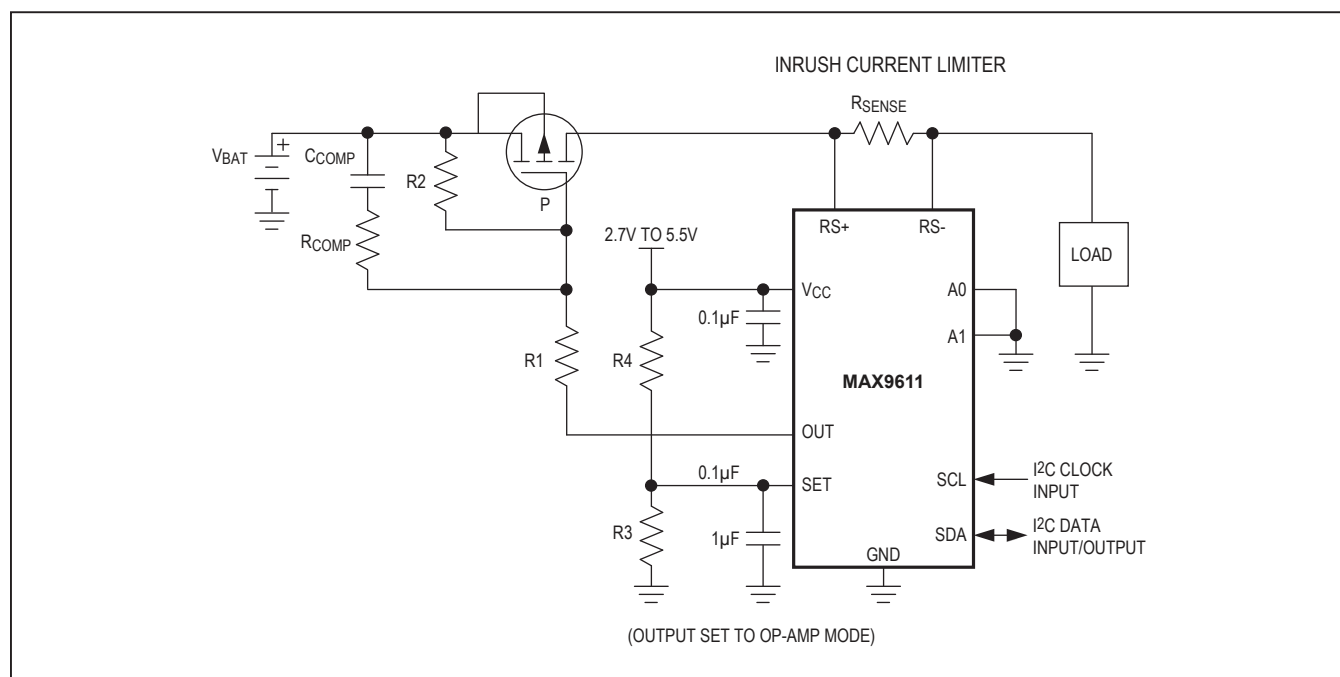 INRUSH CURRENT LIMITER
RSENSE
VBAT
+
CCOMP
R2
P
RCOMP
2.7V TO 5.5V
RS+
RS-
LOAD
VCC
A0
0.1µF
A1
R1
R4
MAX9611
OUT
0.1µF
SET
SCL
I2C CLOCK
INPUT
R3
1µF
SDA
I2C DATA
INPUT/OUTPUT
GND
(OUTPUT SET TO OP-AMP MODE)